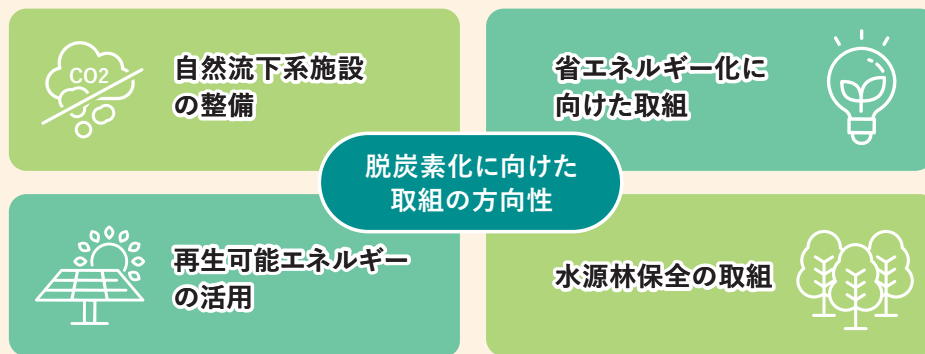 CO2
自然流下系施設
の整備
省エネルギー化に
向けた取組
脱炭素化に向けた
取組の方向性
再生可能エネルギー
の活用
水源林保全の取組